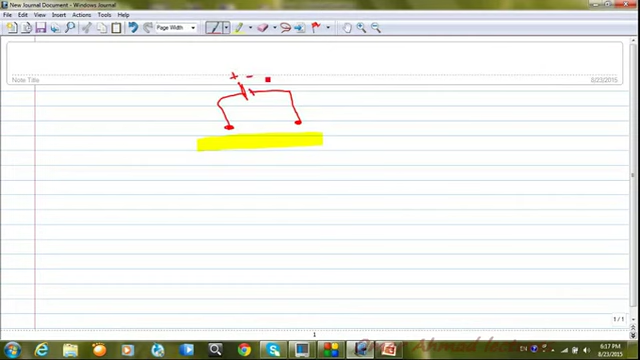 New Journal Document - Windows Journal
File Edit View Insert Actions Tools Help
Page Width
Note Title
8/23/2015
+ -
1 / 1
1
EN
6:17 PM
8/23/2015